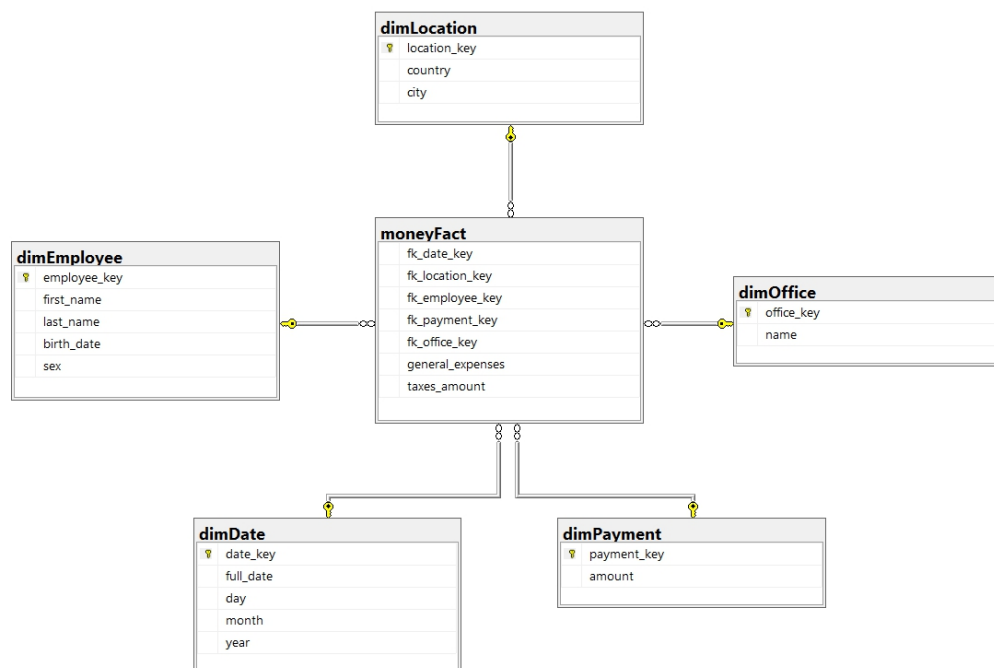 dimLocation
location_key
country
city
moneyFact
fk_date_key
fk_location_key
fk_employee_key
fk_payment_key
fk_office_key
general_expenses
taxes_amount
dimEmployee
employee_key
first_name
last_name
birth_date
sex
dimOffice
office_key
name
dimDate
date_key
full_date
day
month
year
dimPayment
payment_key
amount